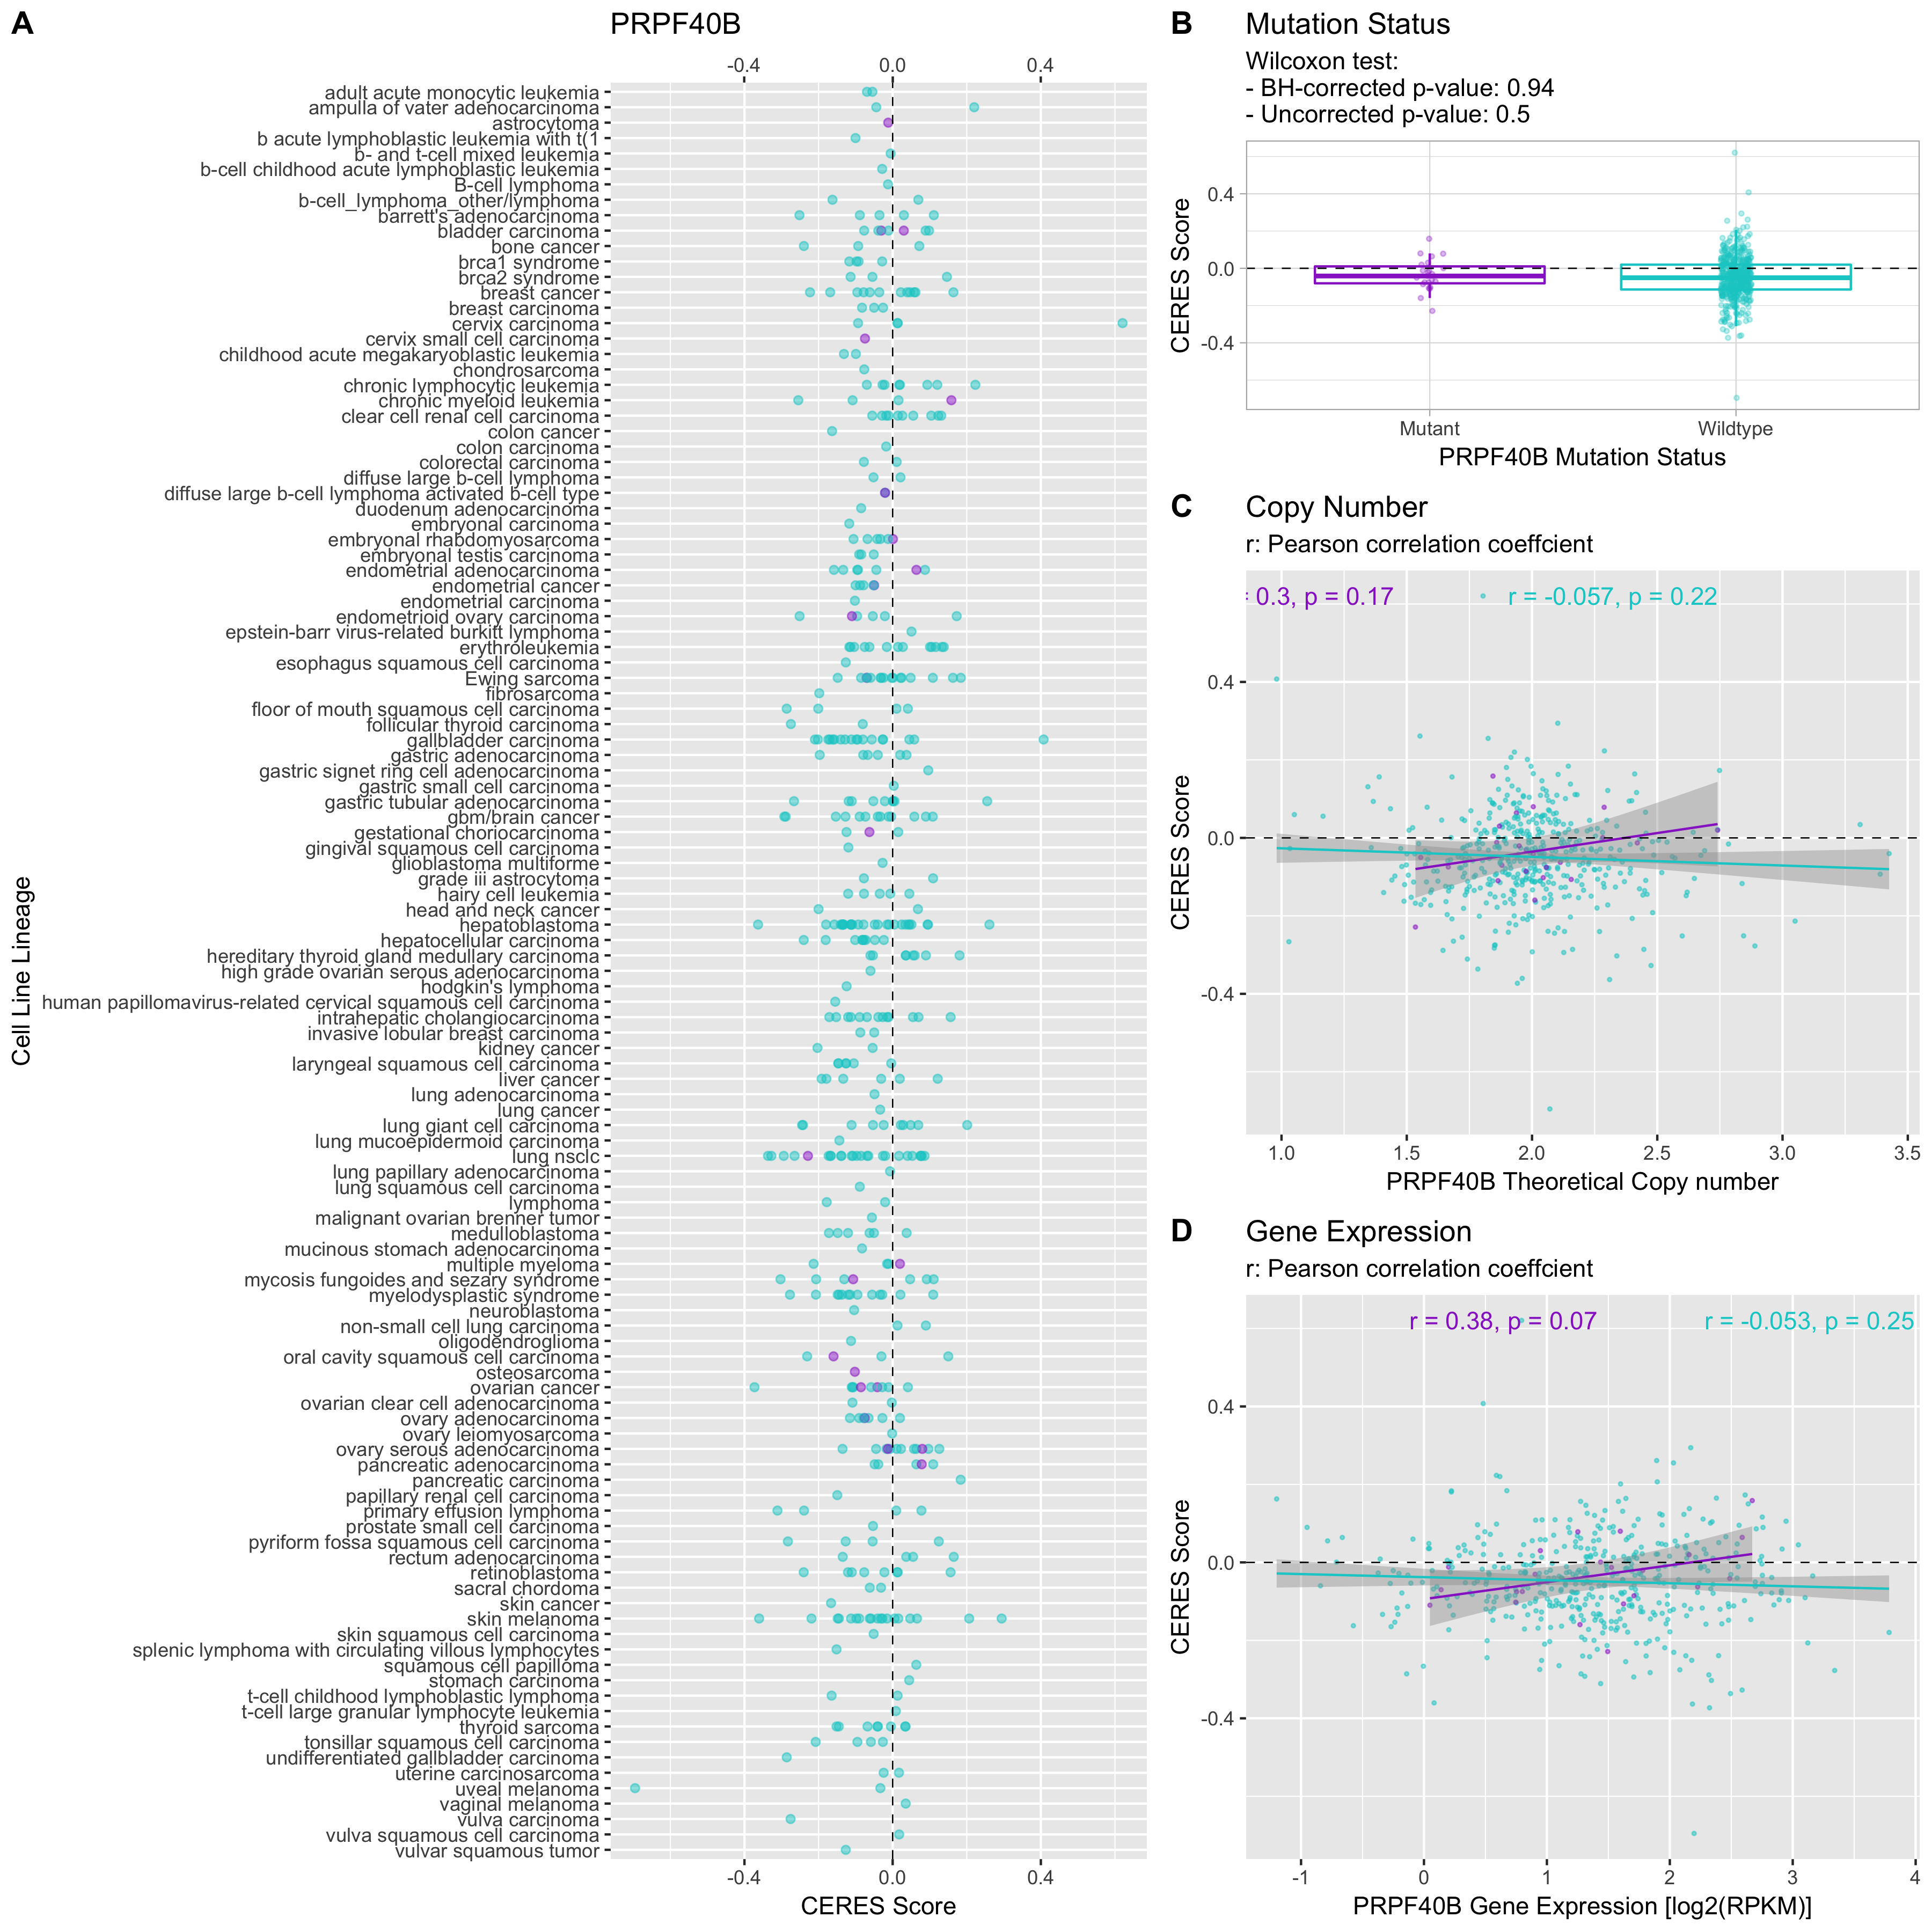 A
PRPF40B
-0.4 0.0 0.4
Cell Line Lineage
adult acute monocytic leukemia
ampulla of vater adenocarcinoma
astrocytoma
b acute lymphoblastic leukemia with t(1
b- and t-cell mixed leukemia
b-cell childhood acute lymphoblastic leukemia
B-cell lymphoma
b-cell_lymphoma_other/lymphoma
barrett's adenocarcinoma
bladder carcinoma
bone cancer
brca1 syndrome
brca2 syndrome
breast cancer
breast carcinoma
cervix carcinoma
cervix small cell carcinoma
childhood acute megakaryoblastic leukemia
chondrosarcoma
chronic lymphocytic leukemia
chronic myeloid leukemia
clear cell renal cell carcinoma
colon cancer
colon carcinoma
colorectal carcinoma
diffuse large b-cell lymphoma
diffuse large b-cell lymphoma activated b-cell type
duodenum adenocarcinoma
embryonal carcinoma
embryonal rhabdomyosarcoma
embryonal testis carcinoma
endometrial adenocarcinoma
endometrial cancer
endometrial carcinoma
endometrioid ovary carcinoma
epstein-barr virus-related burkitt lymphoma
erythroleukemia
esophagus squamous cell carcinoma
Ewing sarcoma
fibrosarcoma
floor of mouth squamous cell carcinoma
follicular thyroid carcinoma
gallbladder carcinoma
gastric adenocarcinoma
gastric signet ring cell adenocarcinoma
gastric small cell carcinoma
gastric tubular adenocarcinoma
gbm/brain cancer
gestational choriocarcinoma
gingival squamous cell carcinoma
glioblastoma multiforme
grade iii astrocytoma
hairy cell leukemia
head and neck cancer
hepatoblastoma
hepatocellular carcinoma
hereditary thyroid gland medullary carcinoma
high grade ovarian serous adenocarcinoma
hodgkin's lymphoma
human papillomavirus-related cervical squamous cell carcinoma
intrahepatic cholangiocarcinoma
invasive lobular breast carcinoma
kidney cancer
laryngeal squamous cell carcinoma
liver cancer
lung adenocarcinoma
lung cancer
lung giant cell carcinoma
lung mucoepidermoid carcinoma
lung nsclc
lung papillary adenocarcinoma
lung squamous cell carcinoma
lymphoma
malignant ovarian brenner tumor
medulloblastoma
mucinous stomach adenocarcinoma
multiple myeloma
mycosis fungoides and sezary syndrome
myelodysplastic syndrome
neuroblastoma
non-small cell lung carcinoma
oligodendroglioma
oral cavity squamous cell carcinoma
osteosarcoma
ovarian cancer
ovarian clear cell adenocarcinoma
ovary adenocarcinoma
ovary leiomyosarcoma
ovary serous adenocarcinoma
pancreatic adenocarcinoma
pancreatic carcinoma
papillary renal cell carcinoma
primary effusion lymphoma
prostate small cell carcinoma
pyriform fossa squamous cell carcinoma
rectum adenocarcinoma
retinoblastoma
sacral chordoma
skin cancer
skin melanoma
skin squamous cell carcinoma
splenic lymphoma with circulating villous lymphocytes
squamous cell papilloma
stomach carcinoma
t-cell childhood lymphoblastic lymphoma
t-cell large granular lymphocyte leukemia
thyroid sarcoma
tonsillar squamous cell carcinoma
undifferentiated gallbladder carcinoma
uterine carcinosarcoma
uveal melanoma
vaginal melanoma
vulva carcinoma
vulva squamous cell carcinoma
vulvar squamous tumor
-0.4 0.0 0.4
CERES Score
B
Mutation Status
Wilcoxon test:
- BH-corrected p-value: 0.94
- Uncorrected p-value: 0.5
CERES Score
0.4
0.0
-0.4
Mutant Wildtype
PRPF40B Mutation Status
C
Copy Number
r: Pearson correlation coeffcient
0.3, p = 0.17 r = -0.057, p = 0.22
CERES Score
0.4
0.0
-0.4
1.0 1.5 2.0 2.5 3.0 3.5
PRPF40B Theoretical Copy number
D
Gene Expression
r: Pearson correlation coeffcient
r = 0.38, p = 0.07 r = -0.053, p = 0.25
CERES Score
0.4
0.0
-0.4
-1 0 1 2 3 4
PRPF40B Gene Expression [log2(RPKM)]